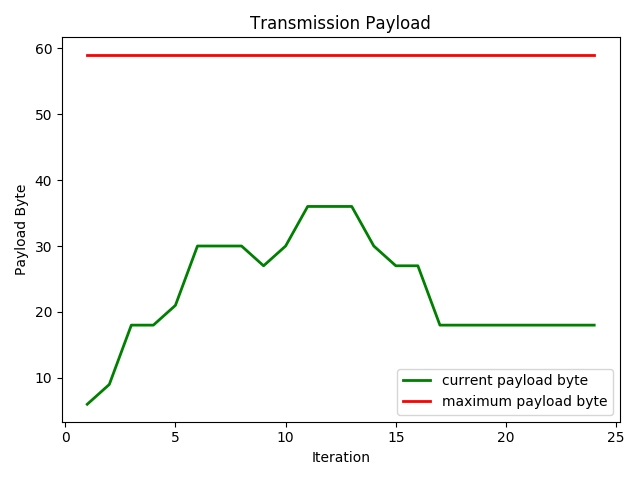 Transmission Payload
60
50
40
30
20
10
Payload Byte
0
5
10
15
20
25
Iteration
current payload byte
maximum payload byte